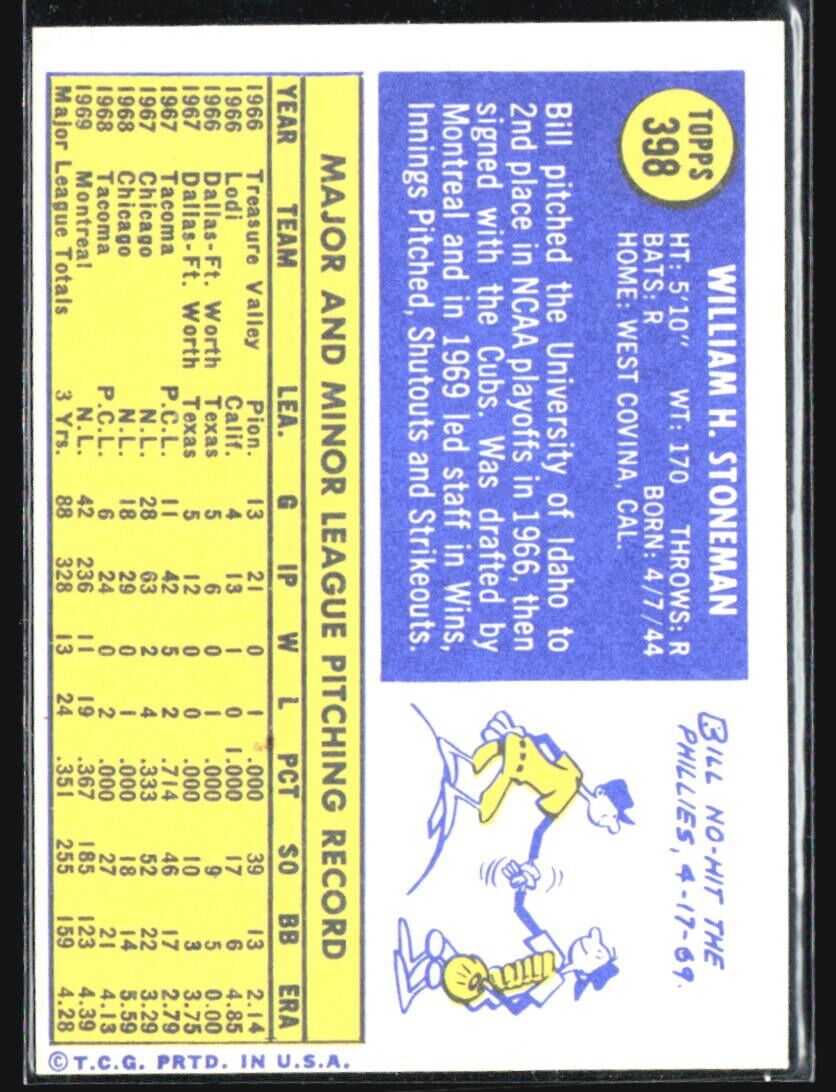 TOPPS
398
WILLIAM H. STONEMAN
HT: 5'10" WT: 170 THROWS: R
BATS: R BORN: 4/7/44
HOME: WEST COVINA, CAL.
Bill pitched the University of Idaho to
2nd place in NCAA playoffs in 1966, then
signed with the Cubs. Was drafted by
Montreal and in 1969 led staff in Wins,
Innings Pitched, Shutouts and Strikeouts.
BILL NO-HIT THE
PHILLIES, 4-17-69.
MAJOR AND MINOR LEAGUE PITCHING RECORD
YEAR TEAM LEA. G IP W L PCT SO BB ERA
1966 Treasure Valley Pion. 13 21 0 1 .000 39 13 2.14
1966 Lodi Calif. 4 13 1 0 1.000 17 6 4.85
1966 Dallas-Ft. Worth Texas 5 6 0 1 .000 9 5 0.00
1967 Dallas-Ft. Worth Texas 5 12 0 0 .000 10 3 3.75
1967 Tacoma P.C.L. 11 42 5 2 .714 46 17 2.79
1967 Chicago N.L. 28 63 2 4 .333 52 22 3.29
1968 Chicago N.L. 18 29 0 1 .000 18 14 5.59
1968 Tacoma P.C.L. 6 24 0 2 .000 27 21 4.13
1969 Montreal N.L. 42 236 11 19 .367 185 123 4.39
Major League Totals 3 Yrs. 88 328 13 24 .351 255 159 4.28
© T.C.G. PRTD. IN U.S.A.